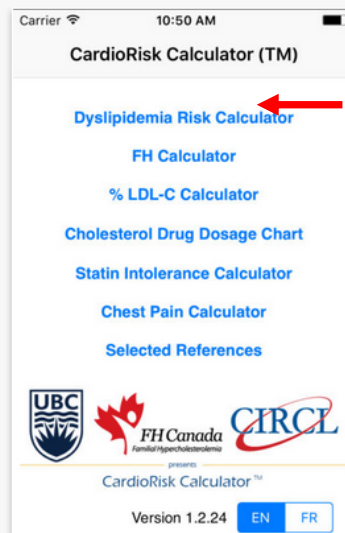 Carrier 10:50 AM
CardioRisk Calculator (TM)
Dyslipidemia Risk Calculator
FH Calculator
% LDL-C Calculator
Cholesterol Drug Dosage Chart
Statin Intolerance Calculator
Chest Pain Calculator
Selected References
UBC
FH Canada
Familial Hypercholesterolemia
CIRCL
presents
CardioRisk Calculator ™
Version 1.2.24 EN FR